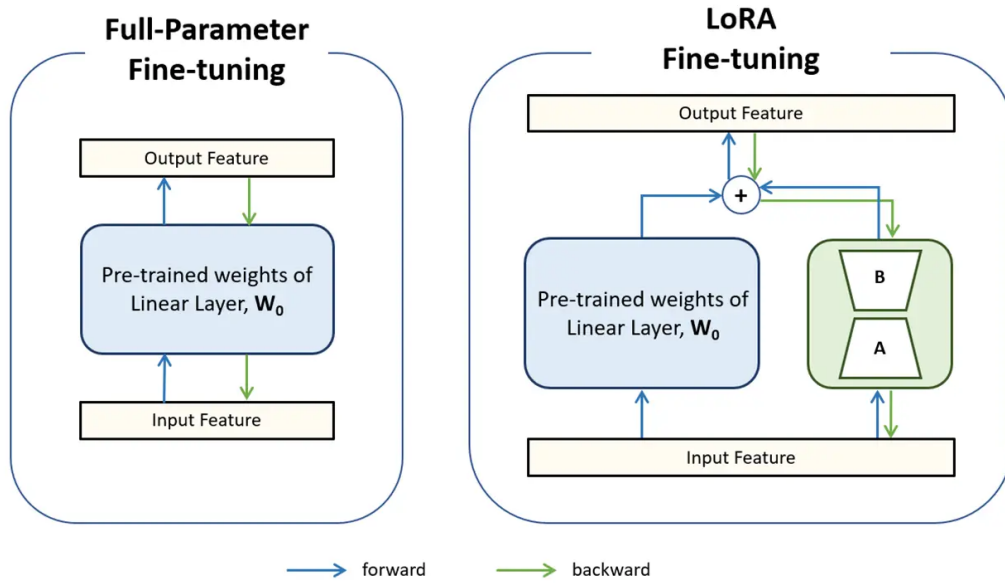 Full-Parameter
Fine-tuning
Output Feature
Pre-trained weights of
Linear Layer, W₀
Input Feature
LoRA
Fine-tuning
Output Feature
+
Pre-trained weights of
Linear Layer, W₀
B
A
Input Feature
forward
backward